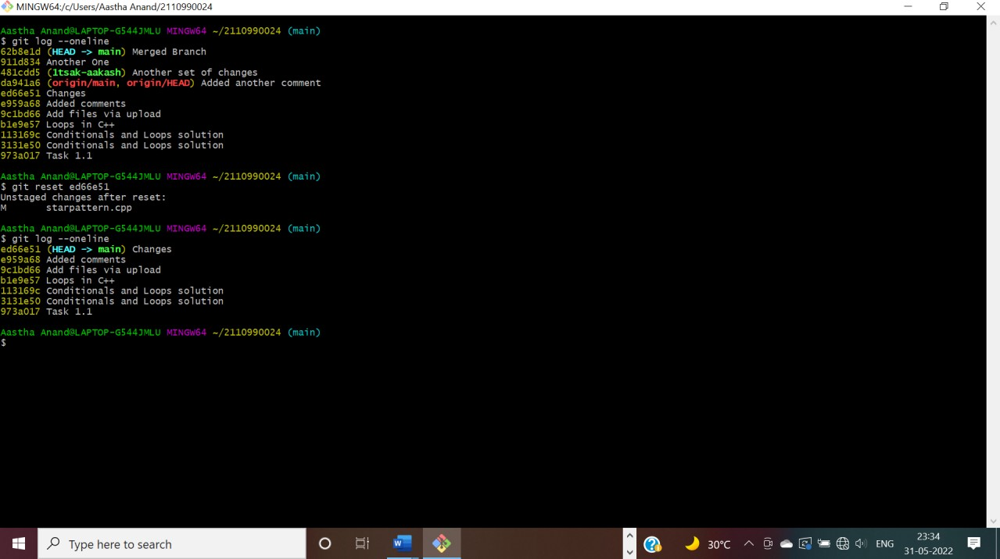 MINGW64:/c/Users/Aastha Anand/2110990024
Aastha Anand@LAPTOP-G544JMLU MINGW64 ~/2110990024 (main)
$ git log --oneline
62b8e1d (HEAD -> main) Merged Branch
911d834 Another One
481cdd5 (1tsak-aakash) Another set of changes
da941a6 (origin/main, origin/HEAD) Added another comment
ed66e51 Changes
e959a68 Added comments
9c1bd66 Add files via upload
b1e9e57 Loops in C++
113169c Conditionals and Loops solution
3131e50 Conditionals and Loops solution
973a017 Task 1.1
Aastha Anand@LAPTOP-G544JMLU MINGW64 ~/2110990024 (main)
$ git reset ed66e51
Unstaged changes after reset:
M       starpattern.cpp
Aastha Anand@LAPTOP-G544JMLU MINGW64 ~/2110990024 (main)
$ git log --oneline
ed66e51 (HEAD -> main) Changes
e959a68 Added comments
9c1bd66 Add files via upload
b1e9e57 Loops in C++
113169c Conditionals and Loops solution
3131e50 Conditionals and Loops solution
973a017 Task 1.1
Aastha Anand@LAPTOP-G544JMLU MINGW64 ~/2110990024 (main)
$
Type here to search
30°C
ENG
23:34
31-05-2022